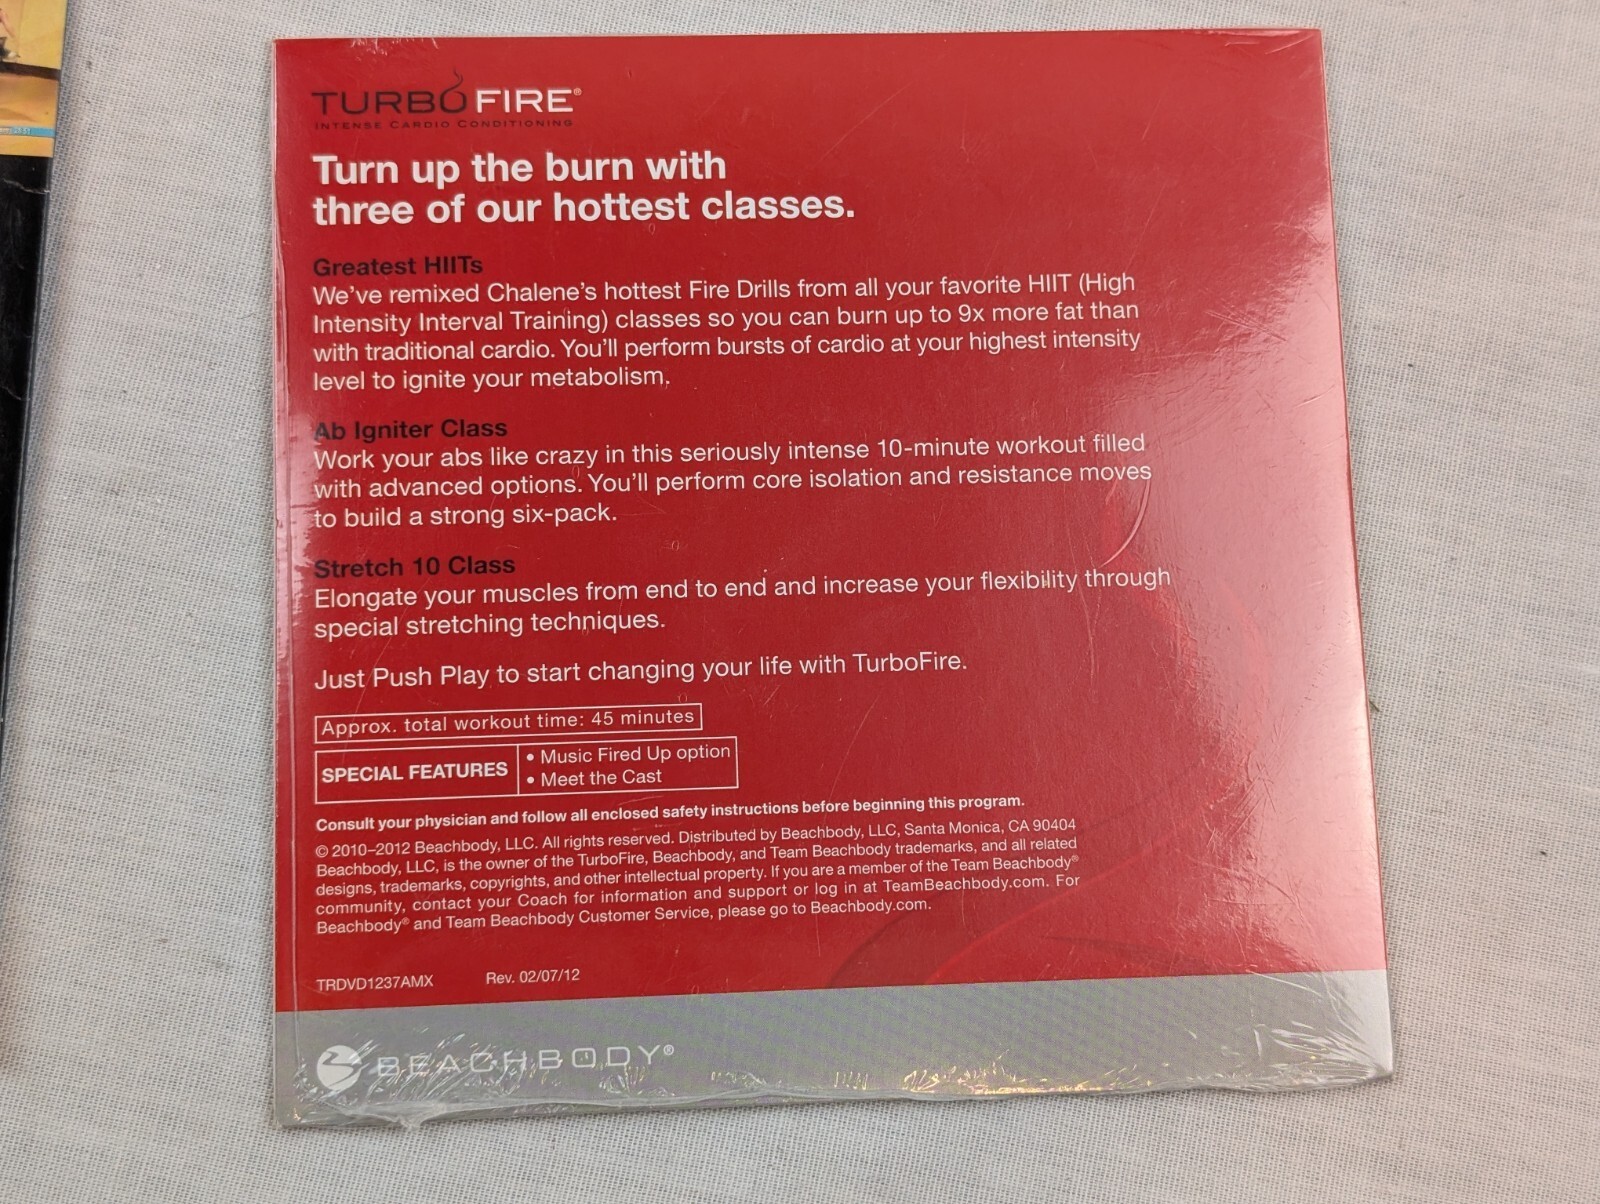 TURBO FIRE®
INTENSE CARDIO CONDITIONING
Turn up the burn with
three of our hottest classes.
Greatest HIITs
We've remixed Chalene's hottest Fire Drills from all your favorite HIIT (High
Intensity Interval Training) classes so you can burn up to 9x more fat than
with traditional cardio. You'll perform bursts of cardio at your highest intensity
level to ignite your metabolism.
Ab Igniter Class
Work your abs like crazy in this seriously intense 10-minute workout filled
with advanced options. You'll perform core isolation and resistance moves
to build a strong six-pack.
Stretch 10 Class
Elongate your muscles from end to end and increase your flexibility through
special stretching techniques.
Just Push Play to start changing your life with TurboFire.
Approx. total workout time: 45 minutes
SPECIAL FEATURES
• Music Fired Up option
• Meet the Cast
Consult your physician and follow all enclosed safety instructions before beginning this program.
© 2010–2012 Beachbody, LLC. All rights reserved. Distributed by Beachbody, LLC, Santa Monica, CA 90404
Beachbody, LLC, is the owner of the TurboFire, Beachbody, and Team Beachbody trademarks, and all related
designs, trademarks, copyrights, and other intellectual property. If you are a member of the Team Beachbody®
community, contact your Coach for information and support or log in at TeamBeachbody.com. For
Beachbody® and Team Beachbody Customer Service, please go to Beachbody.com.
TRDVD1237AMX Rev. 02/07/12
BEACHBODY®